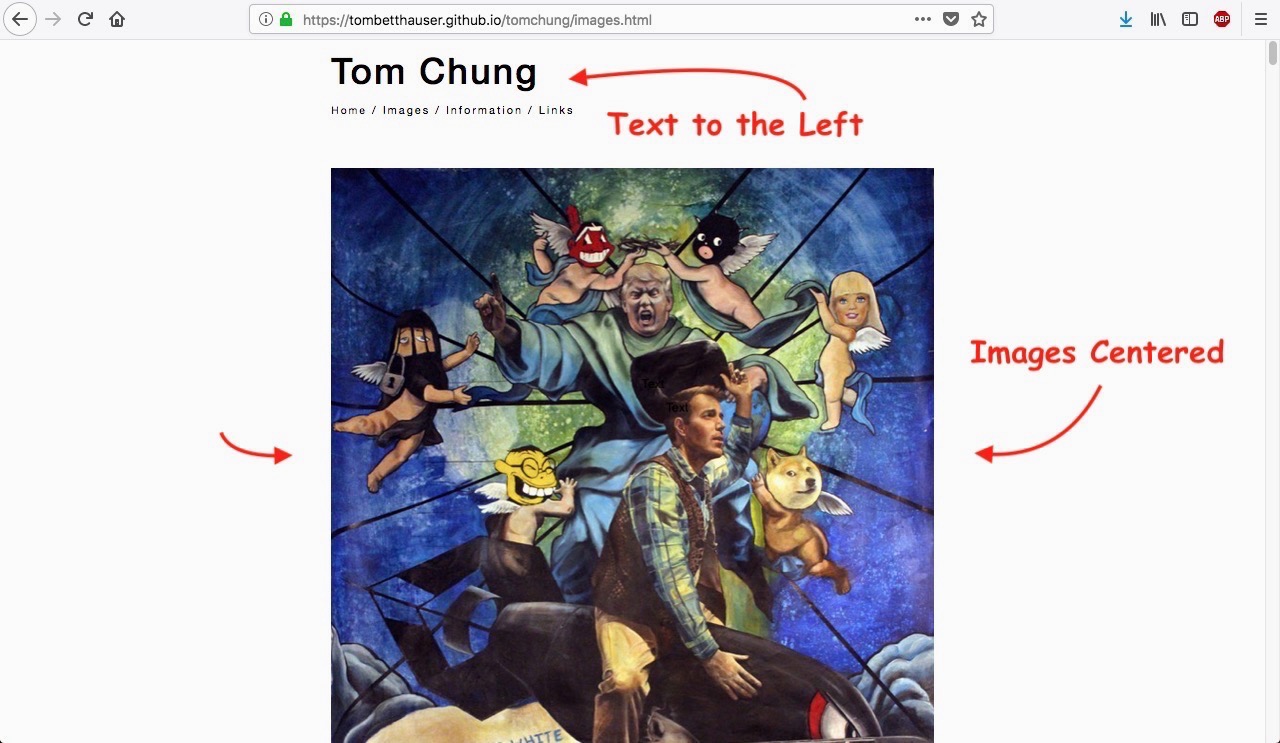 https://tombetthauser.github.io/tomchung/images.html
ABP
Tom Chung
Home / Images / Information / Links
Text to the Left
Images Centered
Text
Text
WHITE